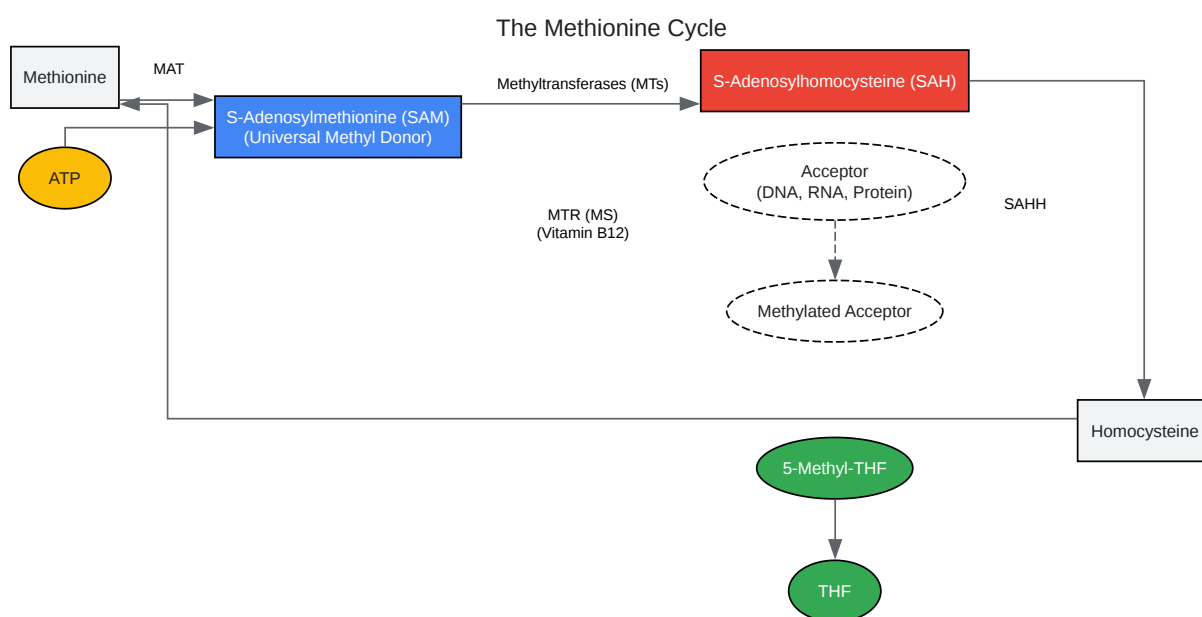 The Methionine Cycle
Methionine
MAT
S-Adenosylmethionine (SAM)
(Universal Methyl Donor)
ATP
Methyltransferases (MTs)
S-Adenosylhomocysteine (SAH)
Acceptor
(DNA, RNA, Protein)
SAHH
MTR (MS)
(Vitamin B12)
Methylated Acceptor
Homocysteine
5-Methyl-THF
THF